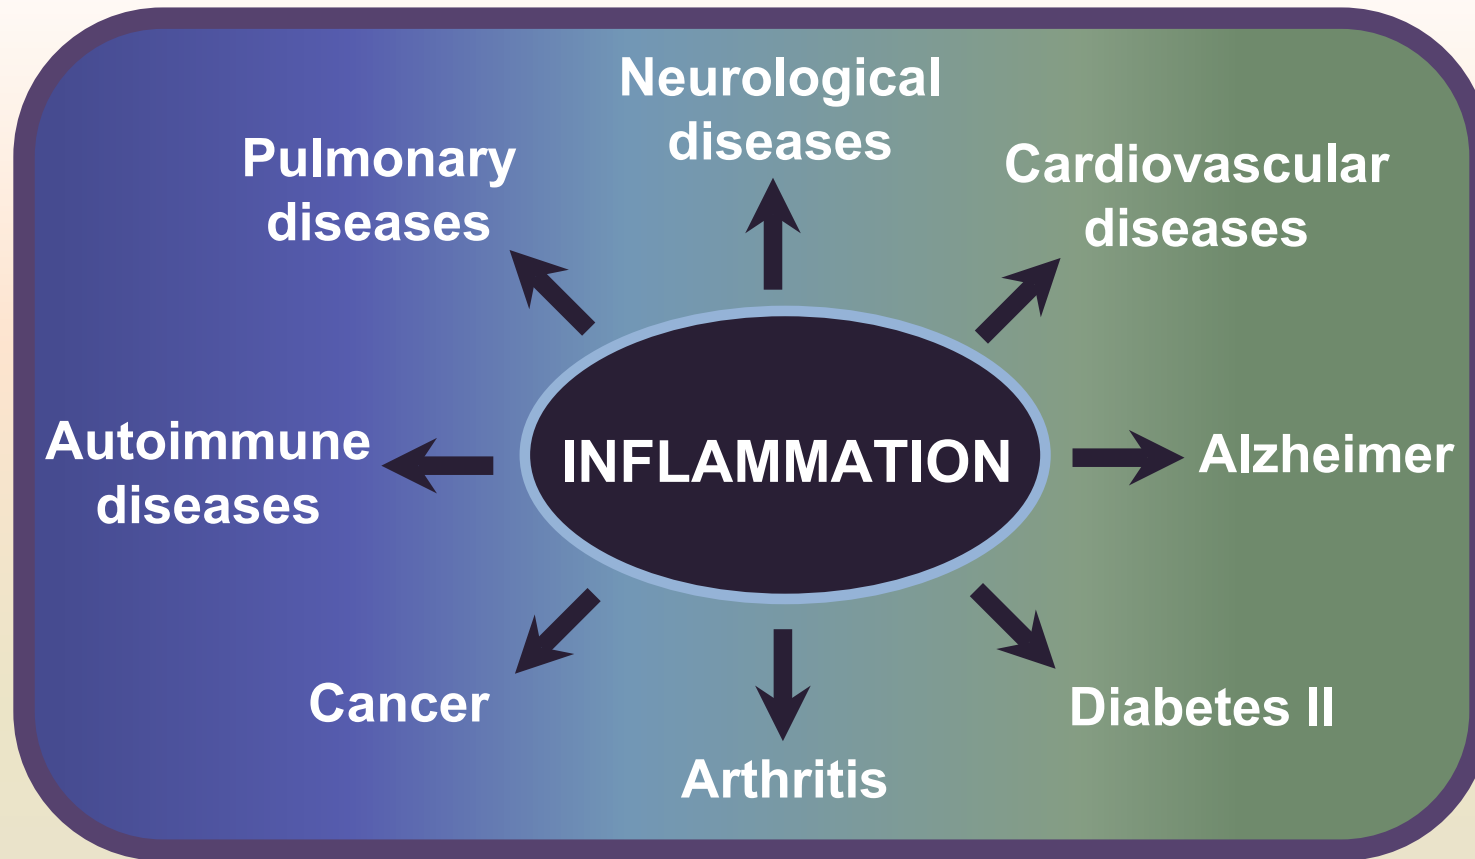 Neurological
diseases
Pulmonary
diseases
Cardiovascular
diseases
Autoimmune
diseases
INFLAMMATION
Alzheimer
Cancer
Diabetes II
Arthritis